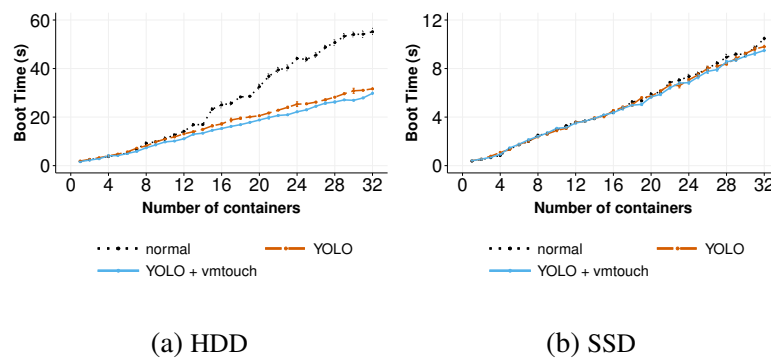 60
40
20
0
Boot Time (s)
0 4 8 12 16 20 24 28 32
Number of containers
normal YOLO
YOLO + vmtouch
(a) HDD
12
8
4
0
Boot Time (s)
0 4 8 12 16 20 24 28 32
Number of containers
normal YOLO
YOLO + vmtouch
(b) SSD